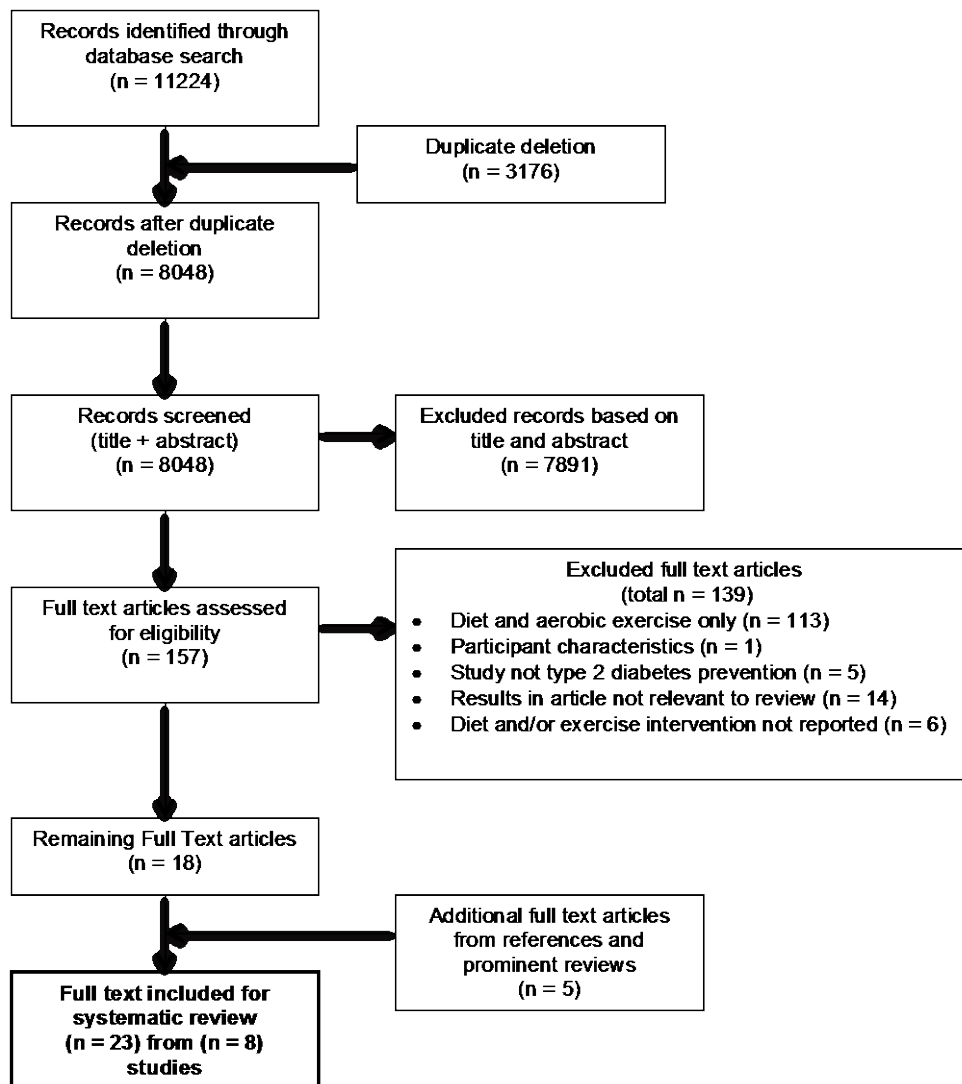 Records identified through
database search
(n = 11224)
Duplicate deletion
(n = 3176)
Records after duplicate
deletion
(n = 8048)
Records screened
(title + abstract)
(n = 8048)
Excluded records based on
title and abstract
(n = 7891)
Full text articles assessed
for eligibility
(n = 157)
Excluded full text articles
(total n = 139)
• Diet and aerobic exercise only (n = 113)
• Participant characteristics (n = 1)
• Study not type 2 diabetes prevention (n = 5)
• Results in article not relevant to review (n = 14)
• Diet and/or exercise intervention not reported (n = 6)
Remaining Full Text articles
(n = 18)
Additional full text articles
from references and
prominent reviews
(n = 5)
Full text included for
systematic review
(n = 23) from (n = 8)
studies